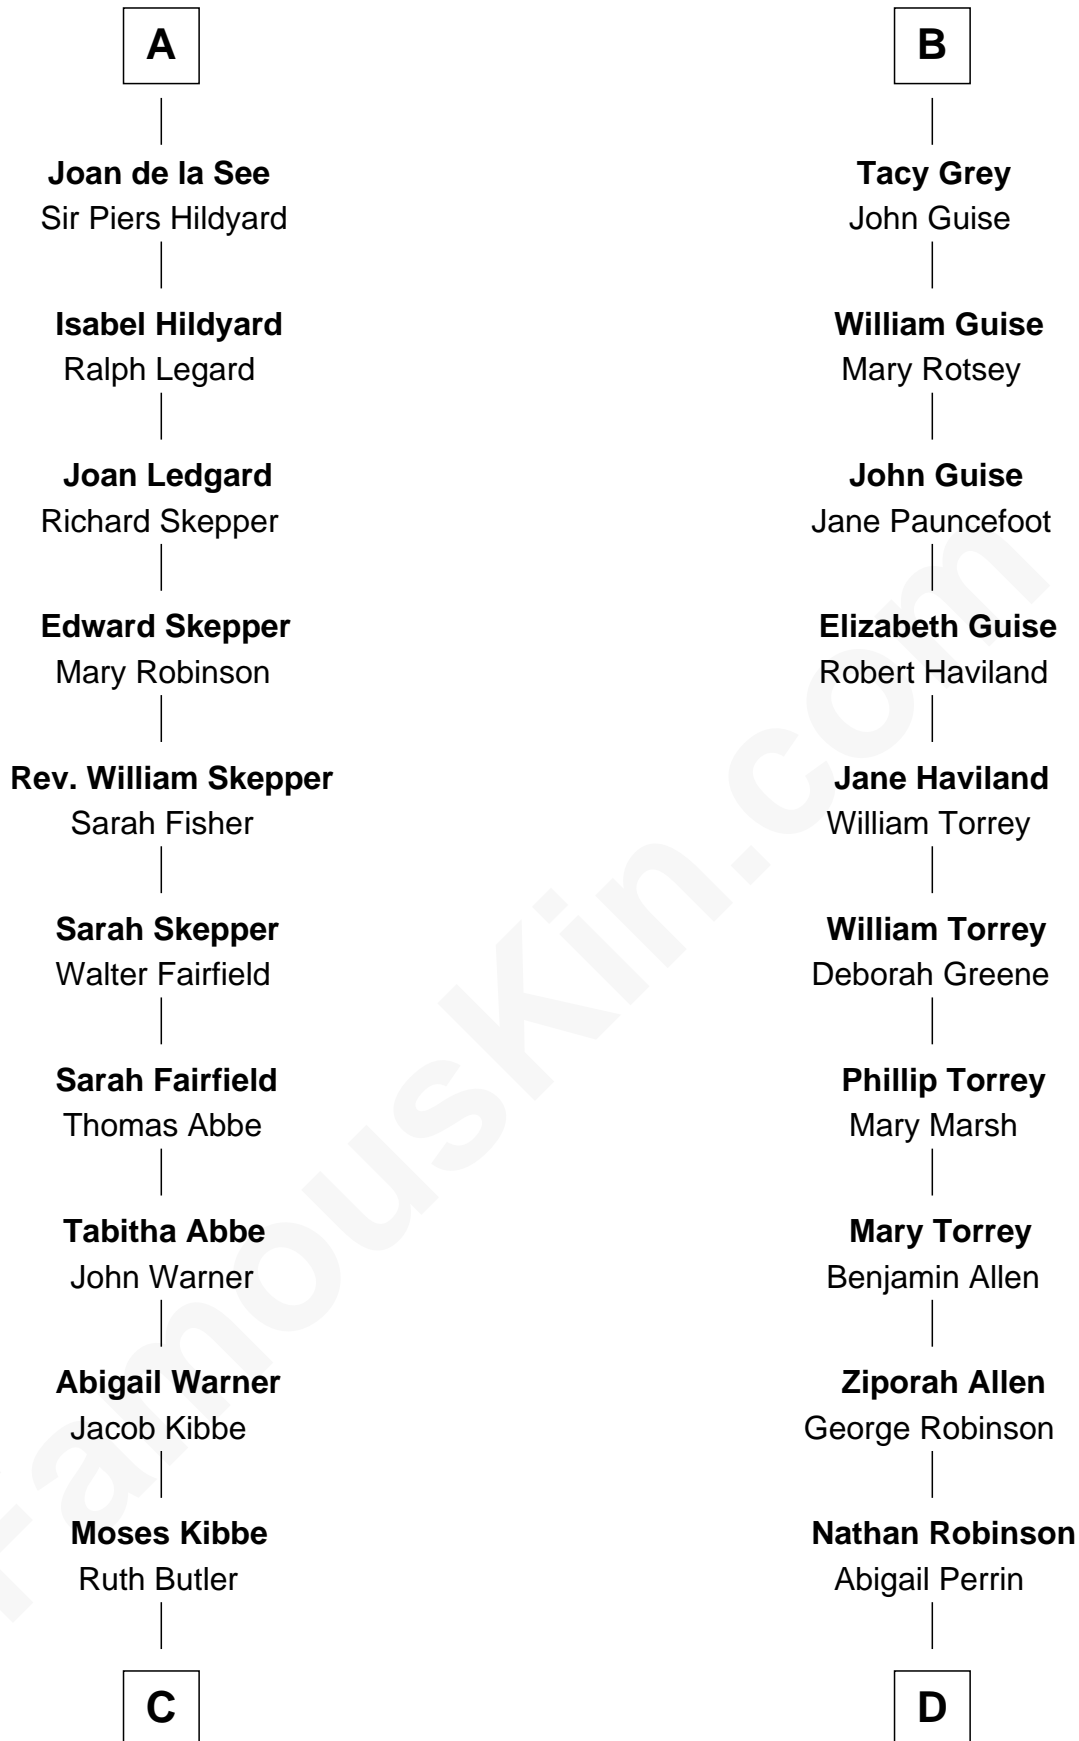 A
Joan de la See
Sir Piers Hildyard
Isabel Hildyard
Ralph Legard
Joan Ledgard
Richard Skepper
Edward Skepper
Mary Robinson
Rev. William Skepper
Sarah Fisher
Sarah Skepper
Walter Fairfield
Sarah Fairfield
Thomas Abbe
Tabitha Abbe
John Warner
Abigail Warner
Jacob Kibbe
Moses Kibbe
Ruth Butler
C
B
Tacy Grey
John Guise
William Guise
Mary Rotsey
John Guise
Jane Pauncefoot
Elizabeth Guise
Robert Haviland
Jane Haviland
William Torrey
William Torrey
Deborah Greene
Phillip Torrey
Mary Marsh
Mary Torrey
Benjamin Allen
Ziporah Allen
George Robinson
Nathan Robinson
Abigail Perrin
D
FamousKin.com